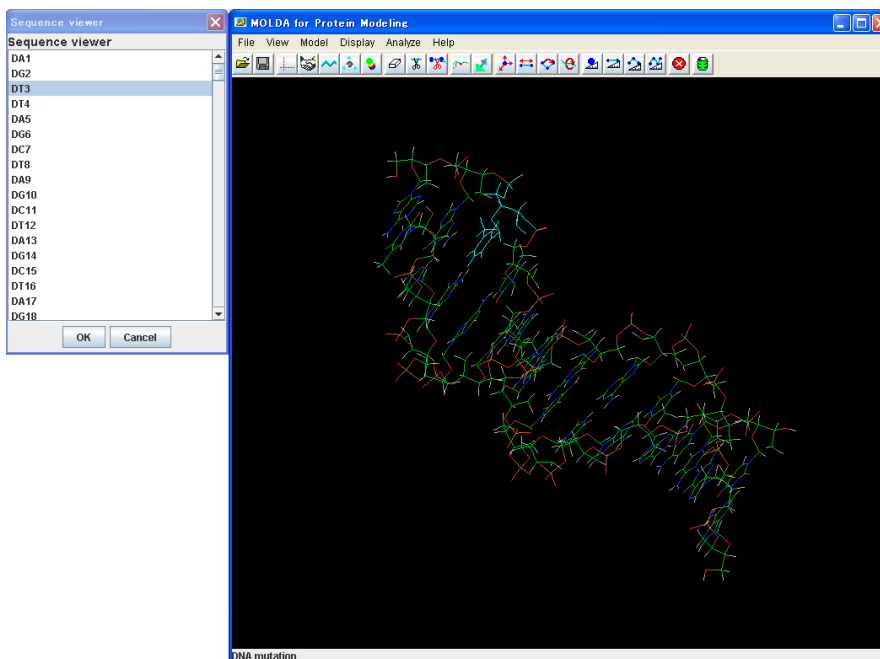 Sequence viewer
Sequence viewer
DA1
DG2
DT3
DT4
DA5
DG6
DC7
DT8
DA9
DG10
DC11
DT12
DA13
DG14
DC15
DT16
DA17
DG18
OK Cancel
MOLDA for Protein Modeling
File View Model Display Analyze Help
DNA mutation